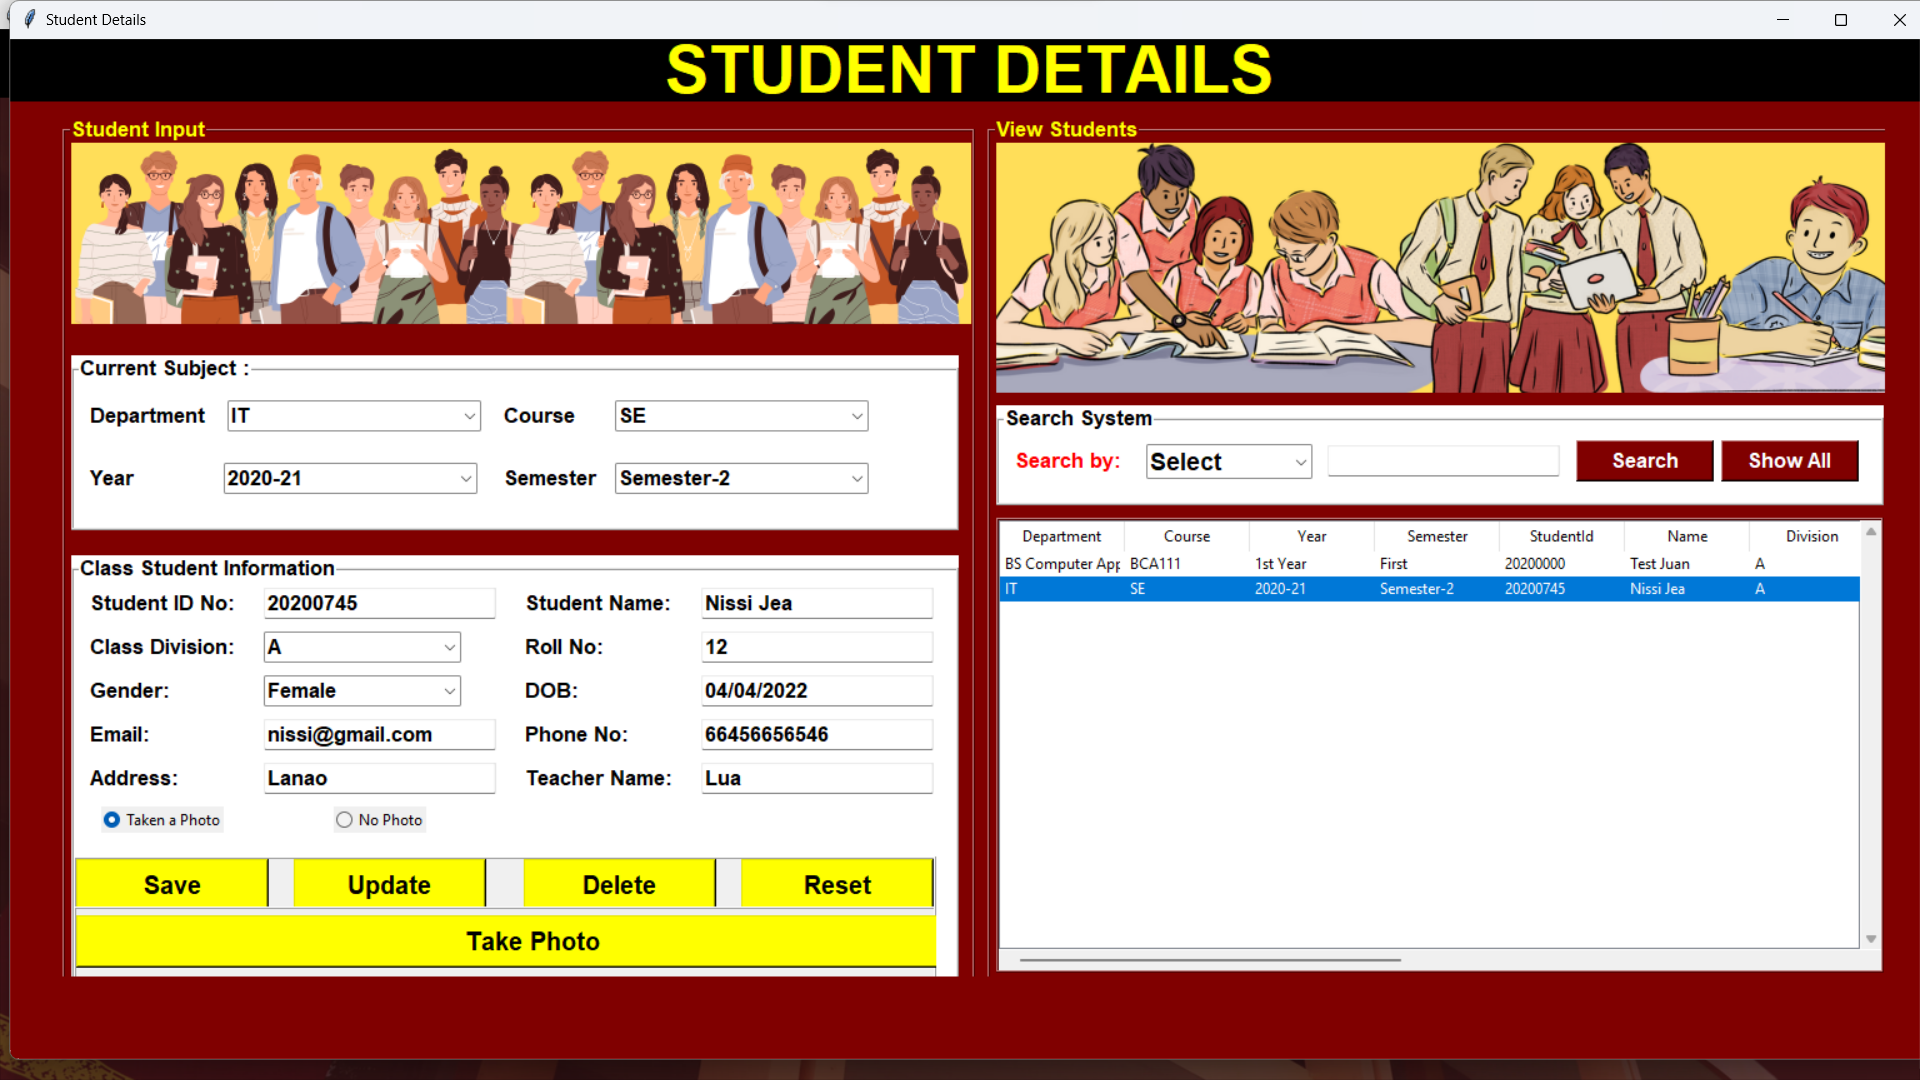 Student Details
STUDENT DETAILS
Student Input
Current Subject :
Department IT Course SE
Year 2020-21 Semester Semester-2
Class Student Information
Student ID No: 20200745 Student Name: Nissi Jea
Class Division: A Roll No: 12
Gender: Female DOB: 04/04/2022
Email: nissi@gmail.com Phone No: 66456656546
Address: Lanao Teacher Name: Lua
Taken a Photo No Photo
Save Update Delete Reset
Take Photo
View Students
Search System
Search by: Select Search Show All
Department Course Year Semester StudentId Name Division
BS Computer App BCA111 1st Year First 20200000 Test Juan A
IT SE 2020-21 Semester-2 20200745 Nissi Jea A